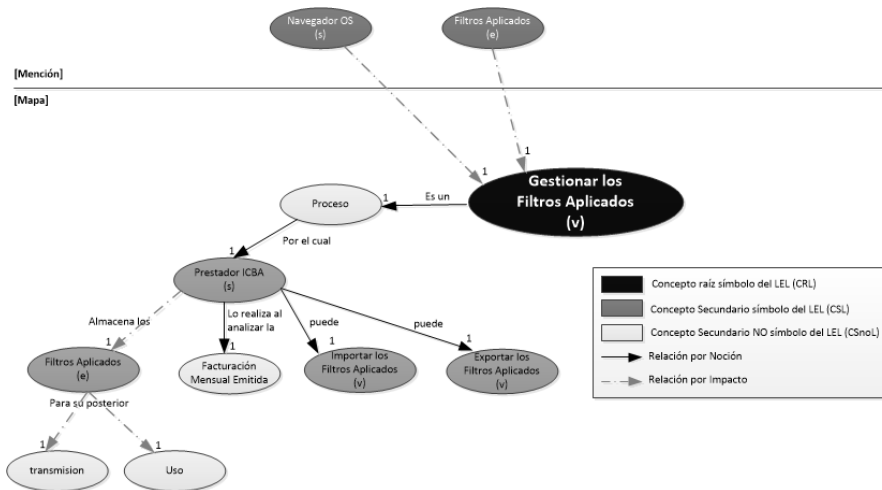 Navegador OS
(s)
Filtros Aplicados
(e)
[Mención]
[Mapa]
1
1
Gestionar los
Filtros Aplicados
(v)
Es un
1
Proceso
Por el cual
1
Prestador ICBA
(s)
Almacena los
Lo realiza al
analizar la
puede
puede
1
1
1
1
Filtros Aplicados
(e)
Facturación
Mensual Emitida
Importar los
Filtros Aplicados
(v)
Exportar los
Filtros Aplicados
(v)
Para su posterior
1
1
transmision
Uso
Concepto raíz símbolo del LEL (CRL)
Concepto Secundario símbolo del LEL (CSL)
Concepto Secundario NO símbolo del LEL (CSnoL)
Relación por Noción
Relación por Impacto